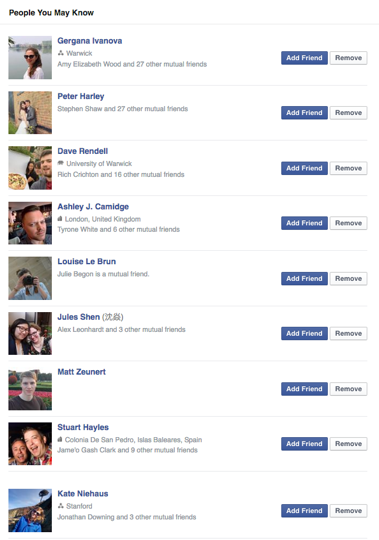 People You May Know
Gergana Ivanova
Warwick
Amy Elizabeth Wood and 27 other mutual friends
Add Friend
Remove
Peter Harley
Stephen Shaw and 27 other mutual friends
Add Friend
Remove
Dave Rendell
University of Warwick
Rich Crichton and 16 other mutual friends
Add Friend
Remove
Ashley J. Camidge
London, United Kingdom
Tyrone White and 6 other mutual friends
Add Friend
Remove
Louise Le Brun
Julie Begon is a mutual friend.
Add Friend
Remove
Jules Shen (沈焱)
Alex Leonhardt and 3 other mutual friends
Add Friend
Remove
Matt Zeunert
Add Friend
Remove
Stuart Hayles
Colonia De San Pedro, Islas Baleares, Spain
Jame'o Gash Clark and 9 other mutual friends
Add Friend
Remove
Kate Niehaus
Stanford
Jonathan Downing and 3 other mutual friends
Add Friend
Remove